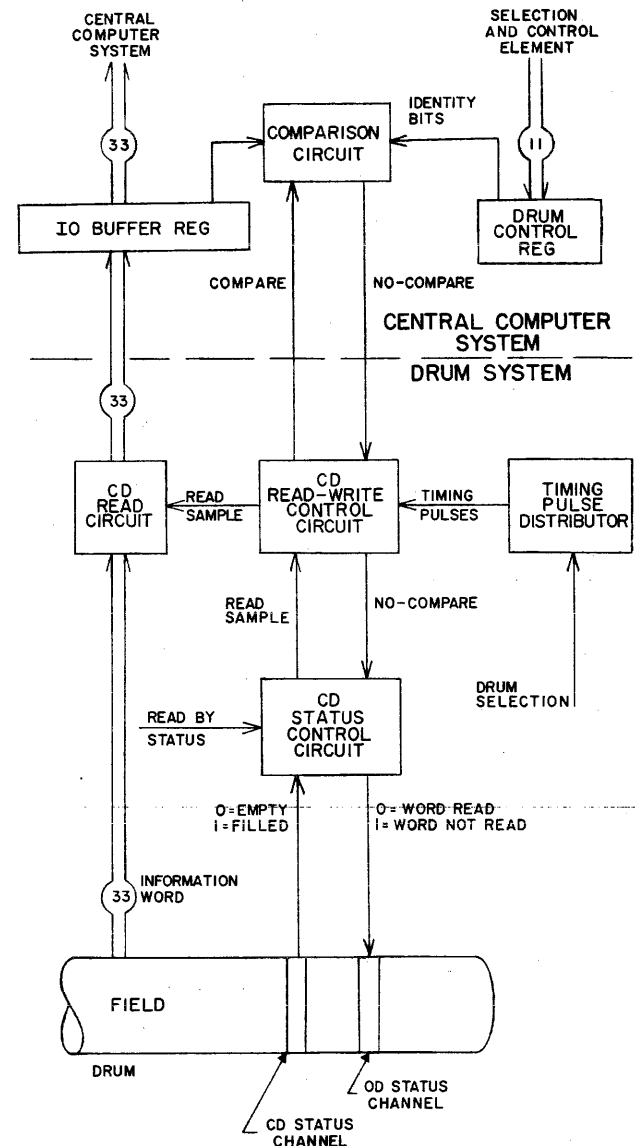 CENTRAL
COMPUTER
SYSTEM
SELECTION
AND CONTROL
ELEMENT
IDENTITY
BITS
33
COMPARISON
CIRCUIT
11
IO BUFFER REG
DRUM
CONTROL
REG
COMPARE
NO-COMPARE
CENTRAL COMPUTER
SYSTEM
DRUM SYSTEM
33
CD
READ
CIRCUIT
READ
SAMPLE
CD
READ-WRITE
CONTROL
CIRCUIT
TIMING
PULSES
TIMING
PULSE
DISTRIBUTOR
READ
SAMPLE
NO-COMPARE
DRUM
SELECTION
READ BY
STATUS
CD
STATUS
CONTROL
CIRCUIT
0=EMPTY
1=FILLED
0=WORD READ
1=WORD NOT READ
33
INFORMATION
WORD
FIELD
DRUM
OD STATUS
CHANNEL
CD STATUS
CHANNEL